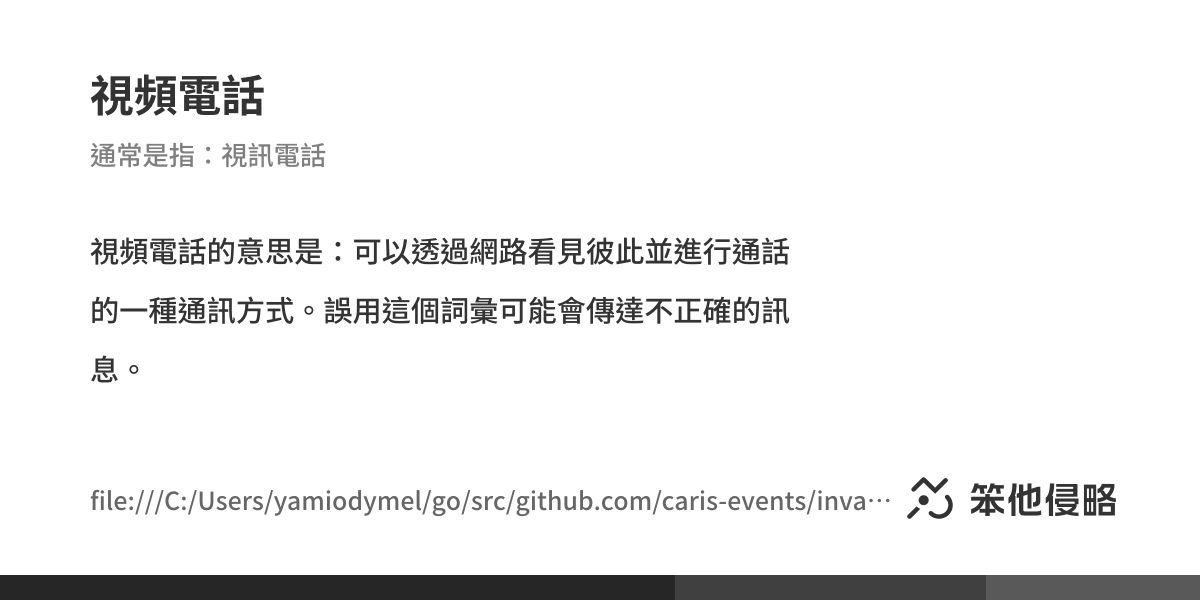 視頻電話
通常是指：視訊電話
視頻電話的意思是：可以透過網路看見彼此並進行通話
的一種通訊方式。誤用這個詞彙可能會傳達不正確的訊
息。
file:///C:/Users/yamiodymel/go/src/github.com/caris-events/inva…
笨他侵略